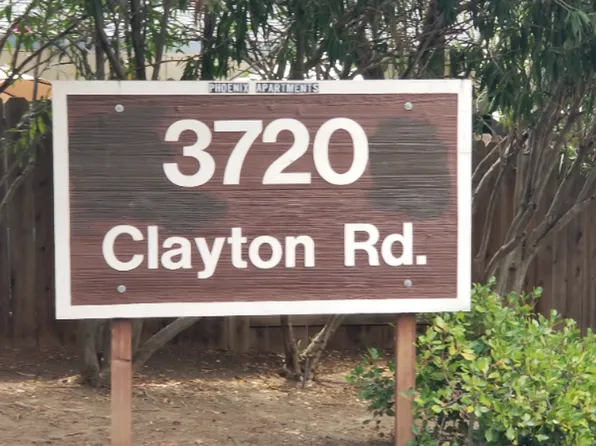 PHOENIX APARTMENTS
3720
Clayton Rd.